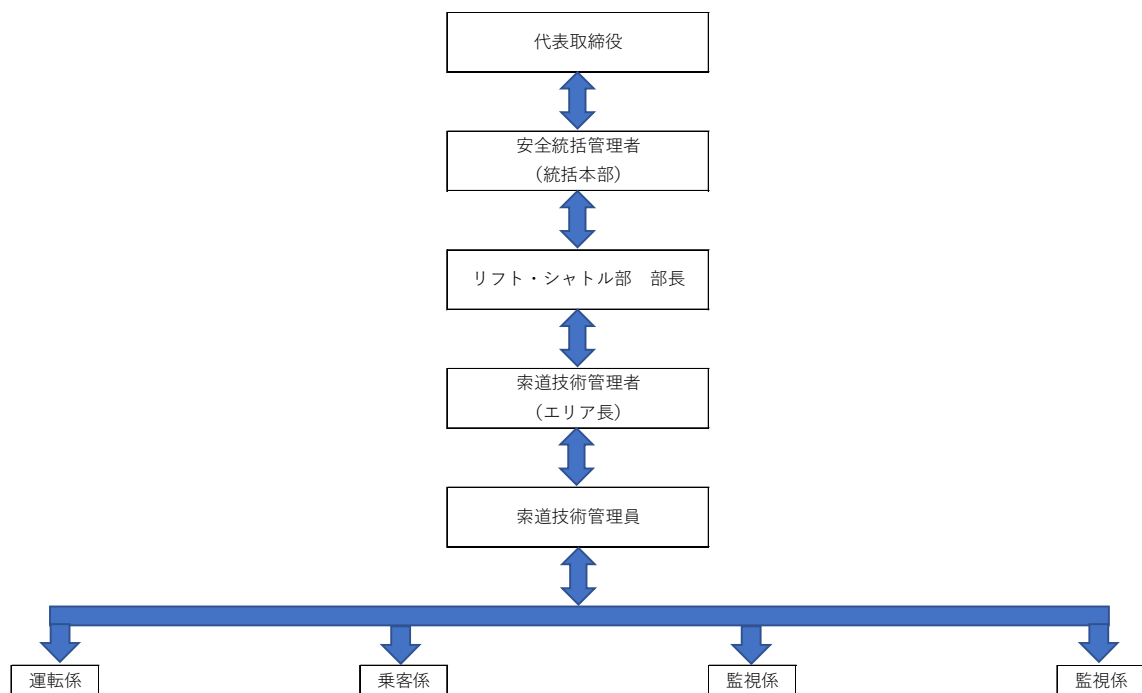 代表取締役
安全統括管理者
（統括本部）
リフト・シャトル部　部長
索道技術管理者
（エリア長）
索道技術管理員
運転係
乗客係
監視係
監視係